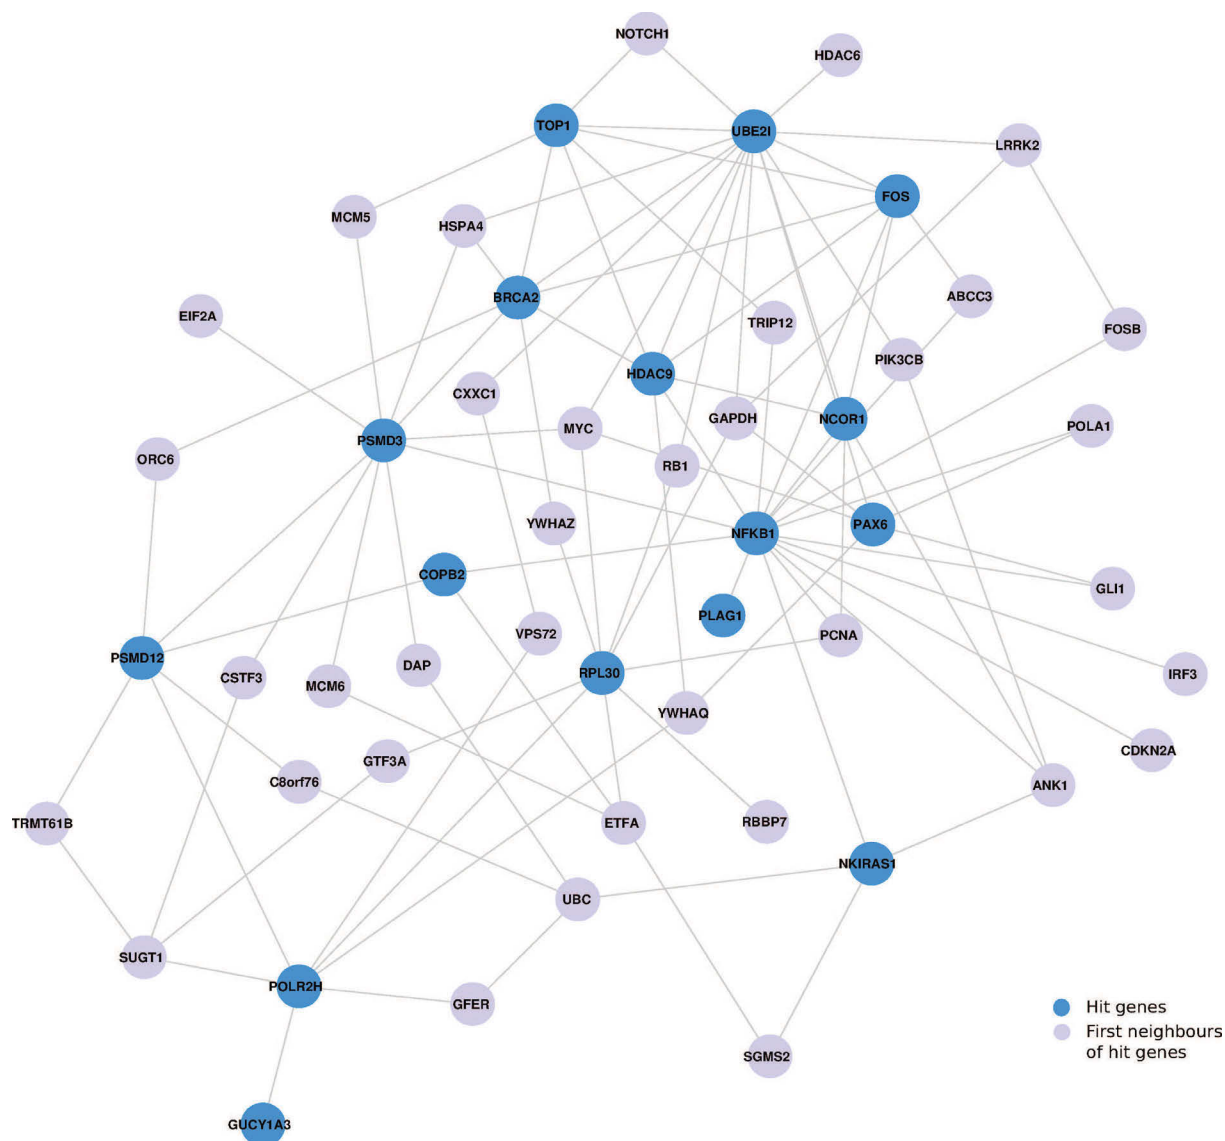 NOTCH1
HDAC6
TOP1
UBE2I
LRRK2
FOS
MCM5
HSPA4
BRCA2
ABCC3
EIF2A
TRIP12
FOSB
PIK3CB
HDAC9
CXXC1
GAPDH
NCOR1
MYC
POLA1
PSMD3
ORC6
RB1
YWHAZ
NFKB1
PAX6
COPB2
GLI1
PLAG1
VPS72
PCNA
PSMD12
DAP
CSTF3
RPL30
IRF3
MCM6
YWHAQ
CDKN2A
GTF3A
C8orf76
ANK1
TRMT61B
ETFA
RBBP7
NKIRAS1
UBC
SUGT1
POLR2H
GFER
Hit genes
First neighbours
of hit genes
SGMS2
GUCY1A3